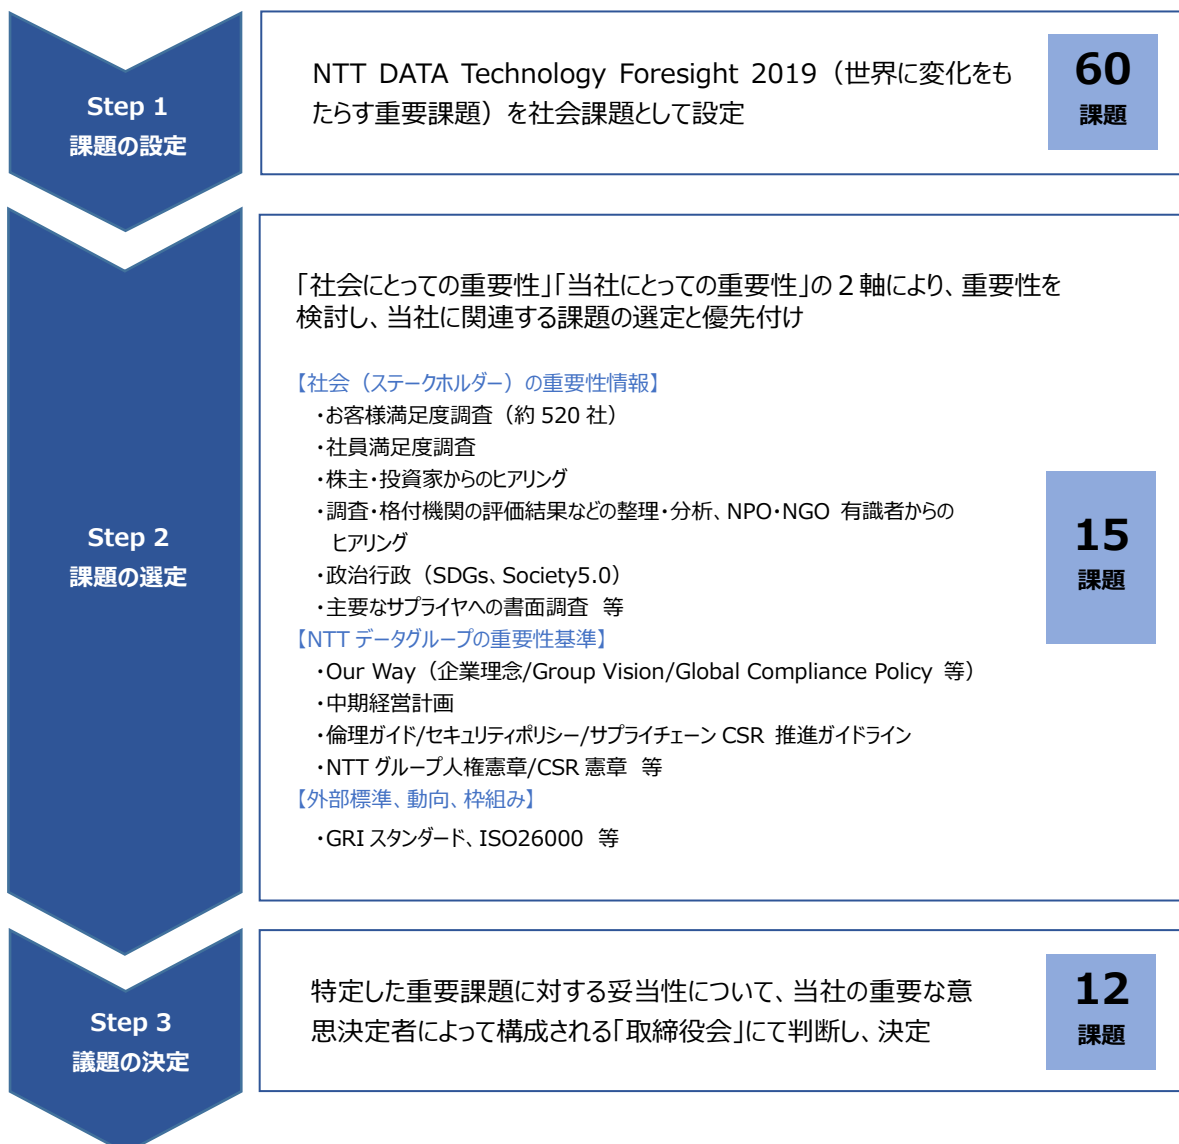 Step 1
課題の設定
NTT DATA Technology Foresight 2019（世界に変化をも
たらす重要課題）を社会課題として設定
60
課題
Step 2
課題の選定
「社会にとっての重要性」「当社にとっての重要性」の２軸により、重要性を
検討し、当社に関連する課題の選定と優先付け
【社会（ステークホルダー）の重要性情報】
・お客様満足度調査（約 520 社）
・社員満足度調査
・株主・投資家からのヒアリング
・調査・格付機関の評価結果などの整理・分析、NPO・NGO 有識者からの
ヒアリング
・政治行政（SDGs、Society5.0）
・主要なサプライヤへの書面調査 等
【NTT データグループの重要性基準】
・Our Way（企業理念/Group Vision/Global Compliance Policy 等）
・中期経営計画
・倫理ガイド/セキュリティポリシー/サプライチェーン CSR 推進ガイドライン
・NTT グループ人権憲章/CSR 憲章 等
【外部標準、動向、枠組み】
・GRI スタンダード、ISO26000 等
15
課題
Step 3
議題の決定
特定した重要課題に対する妥当性について、当社の重要な意
思決定者によって構成される「取締役会」にて判断し、決定
12
課題